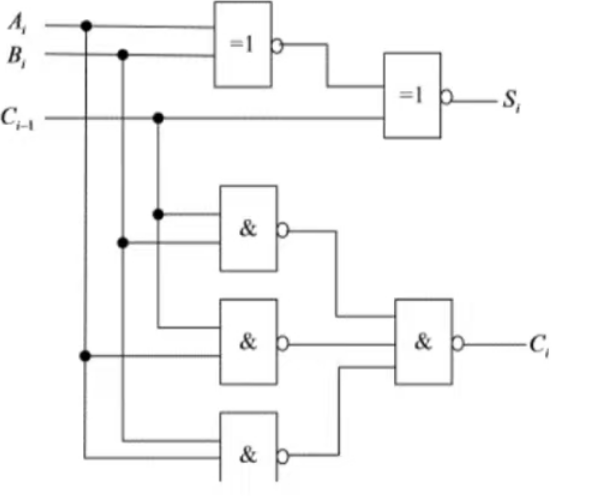 A_i
B_i
=1
=1
S_i
C_{i-1}
&
&
&
C_i
&